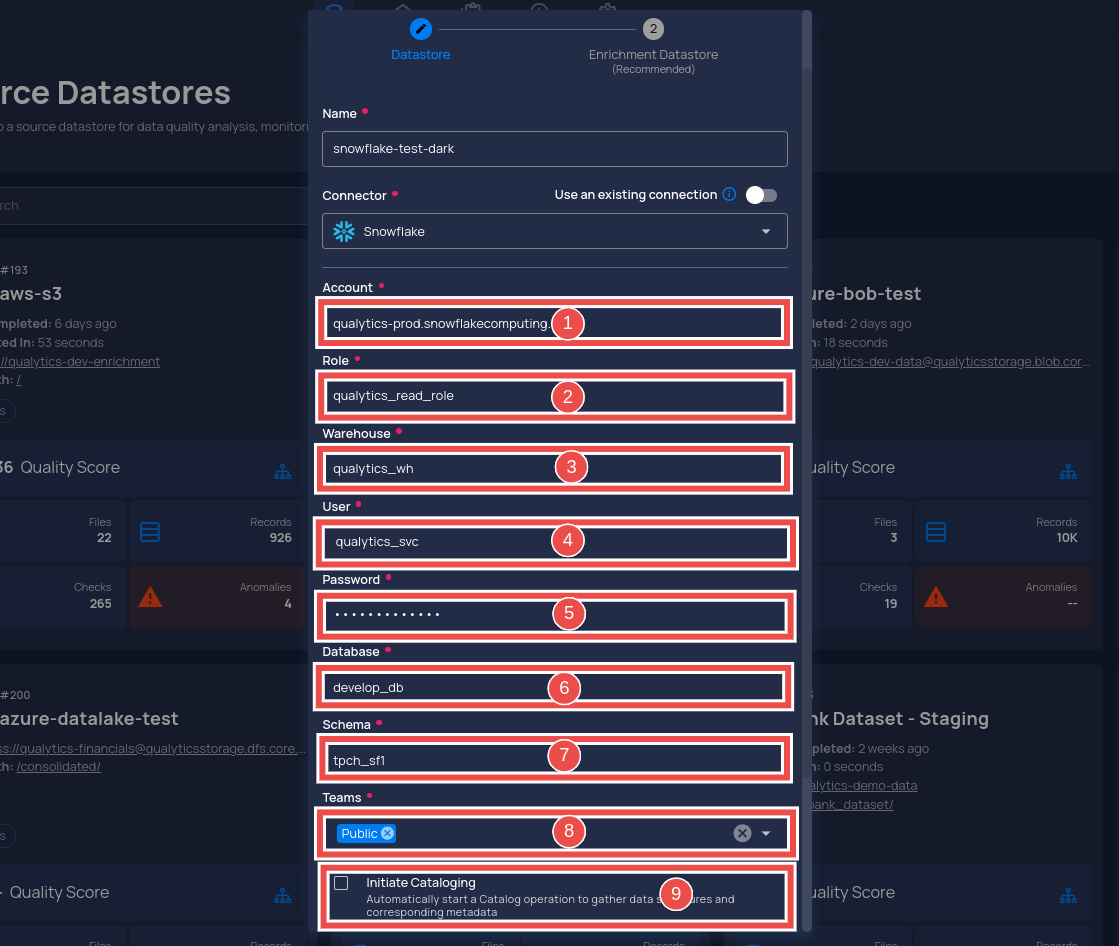 2
Datastore
Enrichment Datastore
(Recommended)
rce Datastores
o a source datastore for data quality analysis, monitori
rch
Name
snowflake-test-dark
Connector
Use an existing connection
Snowflake
#193
aws-s3
mpleted: 6 days ago
ted In: 53 seconds
://qualytics-dev-enrichment
th: /
s
36 Quality Score
Files
22
Records
926
Checks
265
Anomalies
4
#200
azure-datalake-test
ss://qualytics-financials@qualyticsstorage.dfs.core....
th: /consolidated/
s
- Quality Score
Files
Account
qualytics-prod.snowflakecomputing.
1
Role
qualytics_read_role
2
Warehouse
qualytics_wh
3
User
qualytics_svc
4
Password
5
Database
develop_db
6
Schema
tpch_sf1
7
Teams
Public
8
Initiate Cataloging
Automatically start a Catalog operation to gather data s ures and
corresponding metadata
9
Files
Records
ure-bob-test
leted: 2 days ago
n: 18 seconds
qualytics-dev-data@qualyticsstorage.blob.cor...
uality Score
Files
3
Records
10K
Checks
19
Anomalies
--
nk Dataset - Staging
pleted: 2 weeks ago
n: 0 seconds
alytics-demo-data
bank_dataset/
uality Score
Files
Records